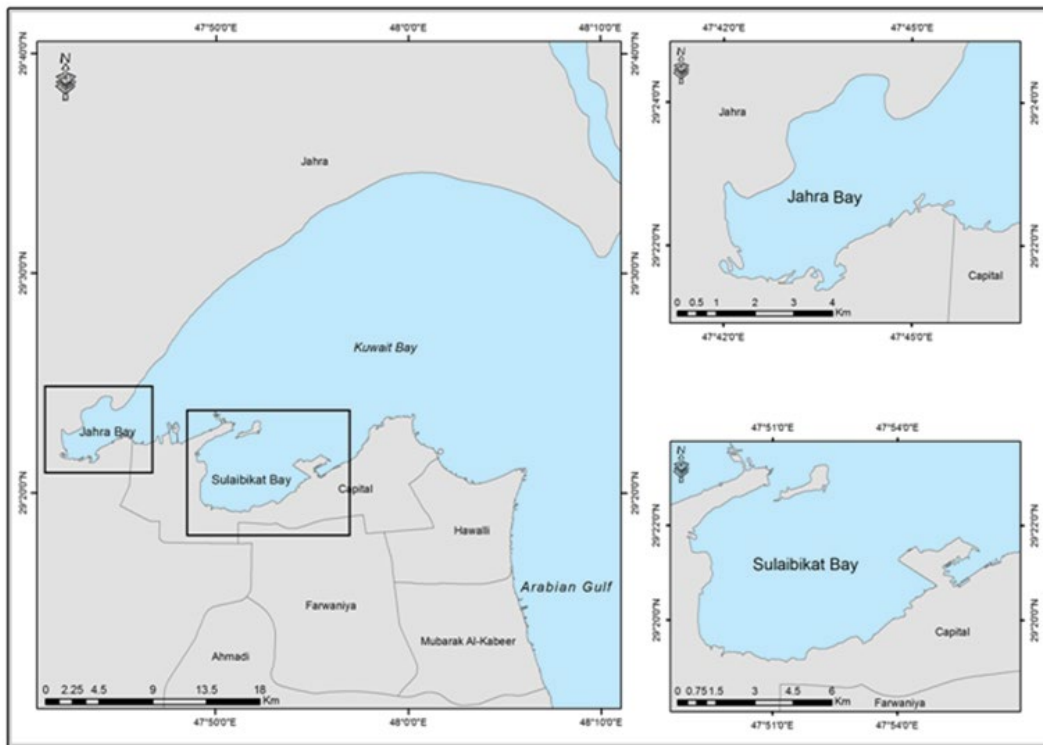 47°50'0"E 48°0'0"E 48°10'0"E
29°40'0"N
29°30'0"N
29°20'0"N
N
Jahra
Kuwait Bay
Jahra Bay
Sulaibikat Bay
Capital
Hawalli
Arabian Gulf
Farwaniya
Mubarak Al-Kabeer
Ahmadi
0 2.25 4.5 9 13.5 18
Km
29°40'0"N
29°30'0"N
29°20'0"N
47°50'0"E 48°0'0"E 48°10'0"E
47°42'0"E 47°45'0"E
29°24'0"N
29°22'0"N
N
Jahra
Jahra Bay
Capital
0 0.5 1 2 3 4
Km
29°24'0"N
29°22'0"N
47°42'0"E 47°45'0"E
47°51'0"E 47°54'0"E
29°22'0"N
29°20'0"N
N
Sulaibikat Bay
Capital
Farwaniya
0 0.75 1.5 3 4.5 6
Km
29°22'0"N
29°20'0"N
47°51'0"E 47°54'0"E